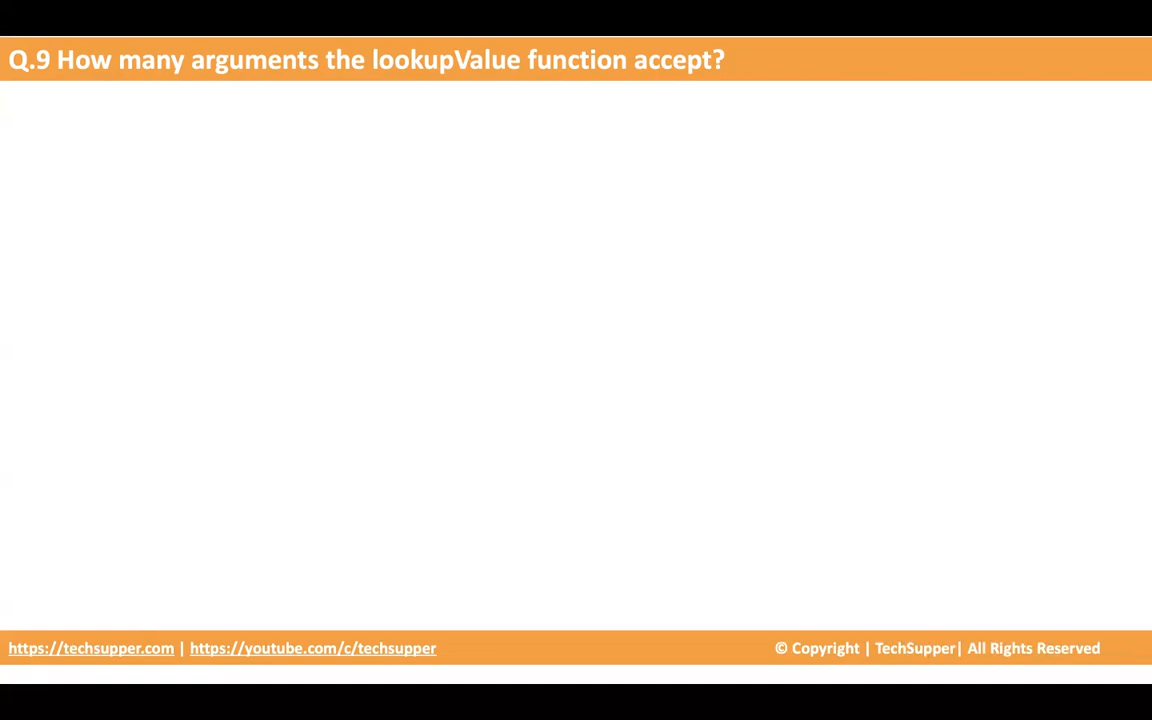 Q.9 How many arguments the lookupValue function accept?
https://techsupper.com | https://youtube.com/c/techsupper
© Copyright | TechSupper| All Rights Reserved